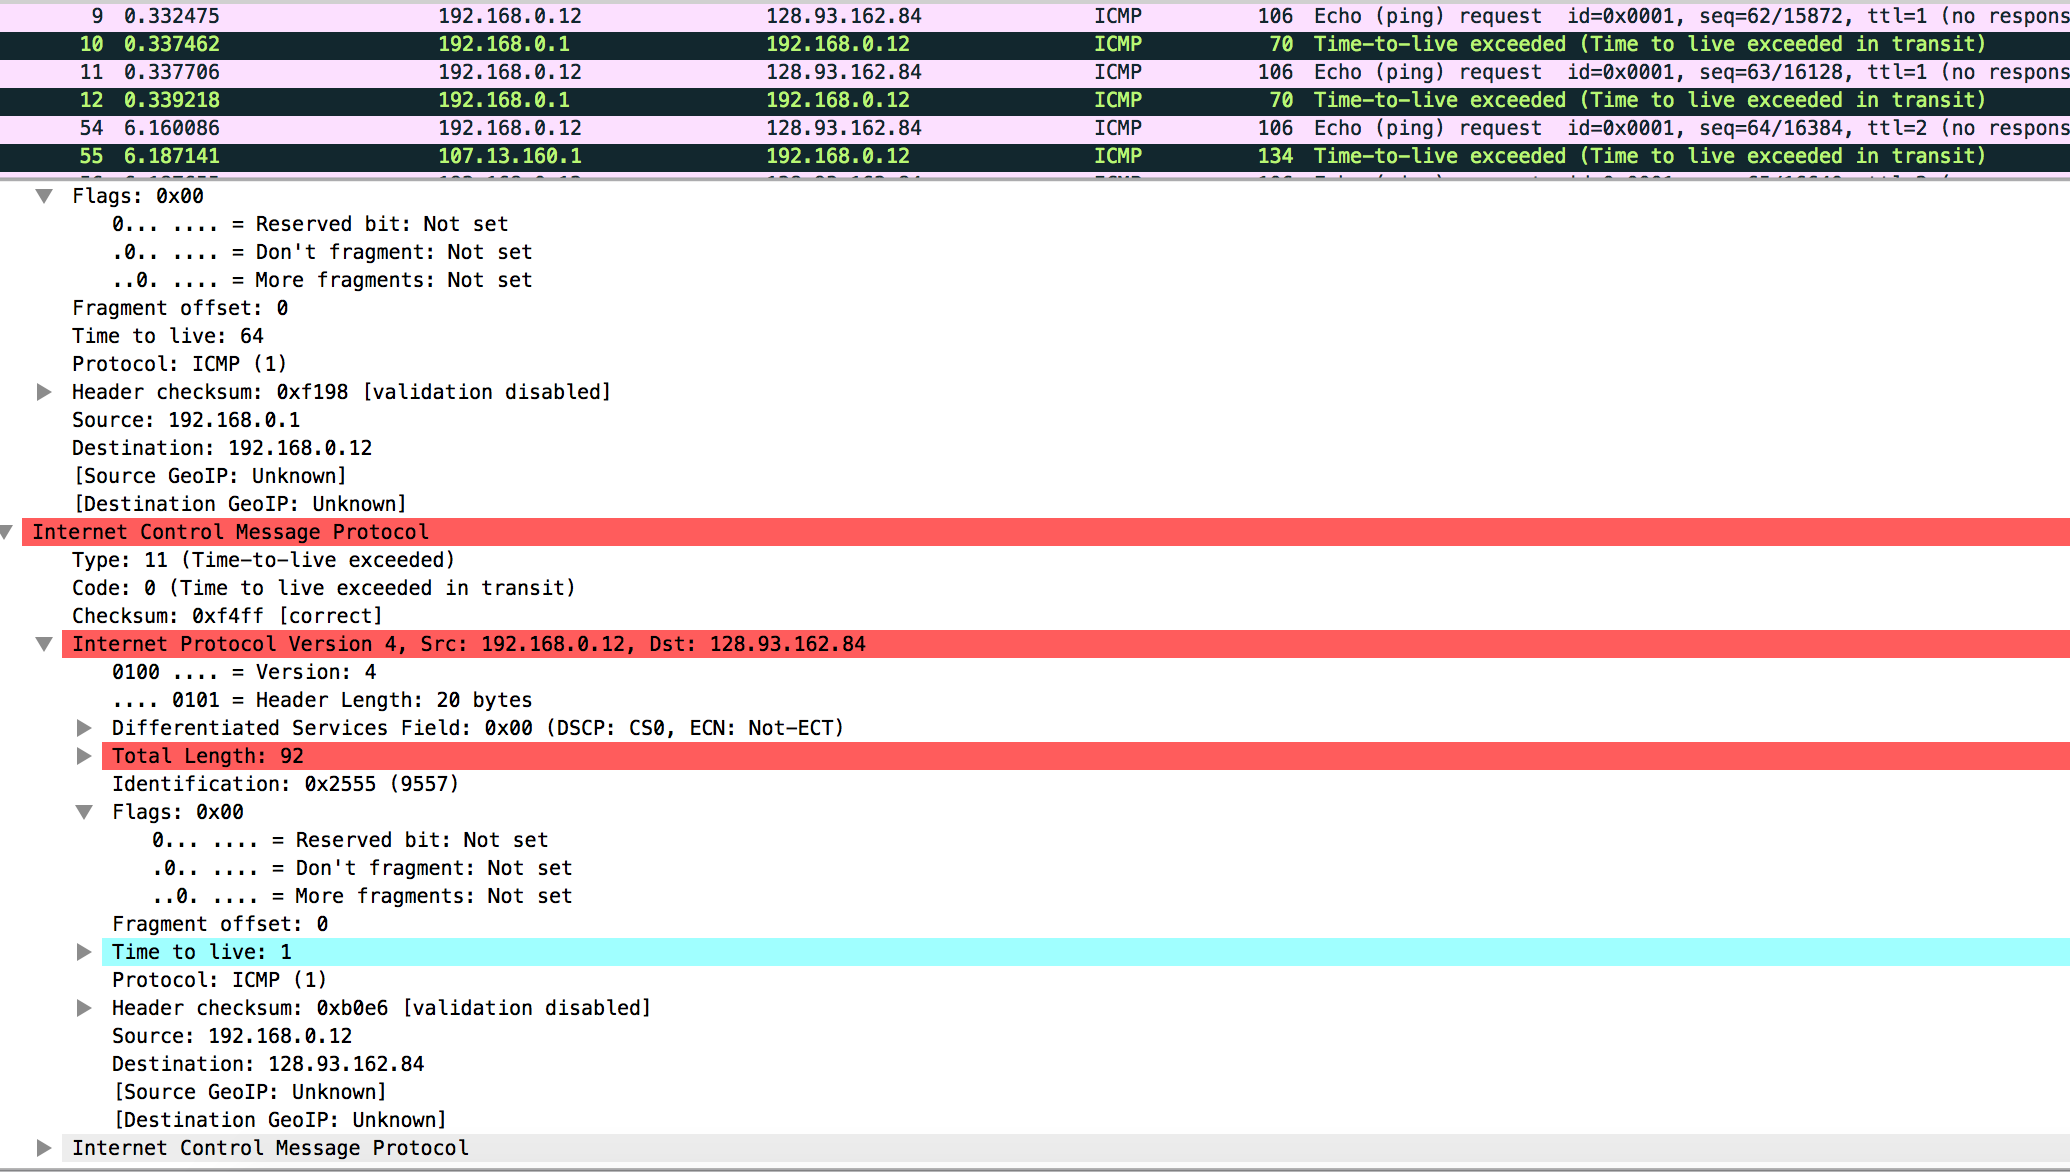 9 0.332475 192.168.0.12 128.93.162.84 ICMP 106 Echo (ping) request id=0x0001, seq=62/15872, ttl=1 (no respons
10 0.337462 192.168.0.1 192.168.0.12 ICMP 70 Time-to-live exceeded (Time to live exceeded in transit)
11 0.337706 192.168.0.12 128.93.162.84 ICMP 106 Echo (ping) request id=0x0001, seq=63/16128, ttl=1 (no respons
12 0.339218 192.168.0.1 192.168.0.12 ICMP 70 Time-to-live exceeded (Time to live exceeded in transit)
54 6.160086 192.168.0.12 128.93.162.84 ICMP 106 Echo (ping) request id=0x0001, seq=64/16384, ttl=2 (no respons
55 6.187141 107.13.160.1 192.168.0.12 ICMP 134 Time-to-live exceeded (Time to live exceeded in transit)
Flags: 0x00
0... .... = Reserved bit: Not set
.0.. .... = Don't fragment: Not set
..0. .... = More fragments: Not set
Fragment offset: 0
Time to live: 64
Protocol: ICMP (1)
Header checksum: 0xf198 [validation disabled]
Source: 192.168.0.1
Destination: 192.168.0.12
[Source GeoIP: Unknown]
[Destination GeoIP: Unknown]
Internet Control Message Protocol
Type: 11 (Time-to-live exceeded)
Code: 0 (Time to live exceeded in transit)
Checksum: 0xf4ff [correct]
Internet Protocol Version 4, Src: 192.168.0.12, Dst: 128.93.162.84
0100 .... = Version: 4
.... 0101 = Header Length: 20 bytes
Differentiated Services Field: 0x00 (DSCP: CS0, ECN: Not-ECT)
Total Length: 92
Identification: 0x2555 (9557)
Flags: 0x00
0... .... = Reserved bit: Not set
.0.. .... = Don't fragment: Not set
..0. .... = More fragments: Not set
Fragment offset: 0
Time to live: 1
Protocol: ICMP (1)
Header checksum: 0xb0e6 [validation disabled]
Source: 192.168.0.12
Destination: 128.93.162.84
[Source GeoIP: Unknown]
[Destination GeoIP: Unknown]
Internet Control Message Protocol